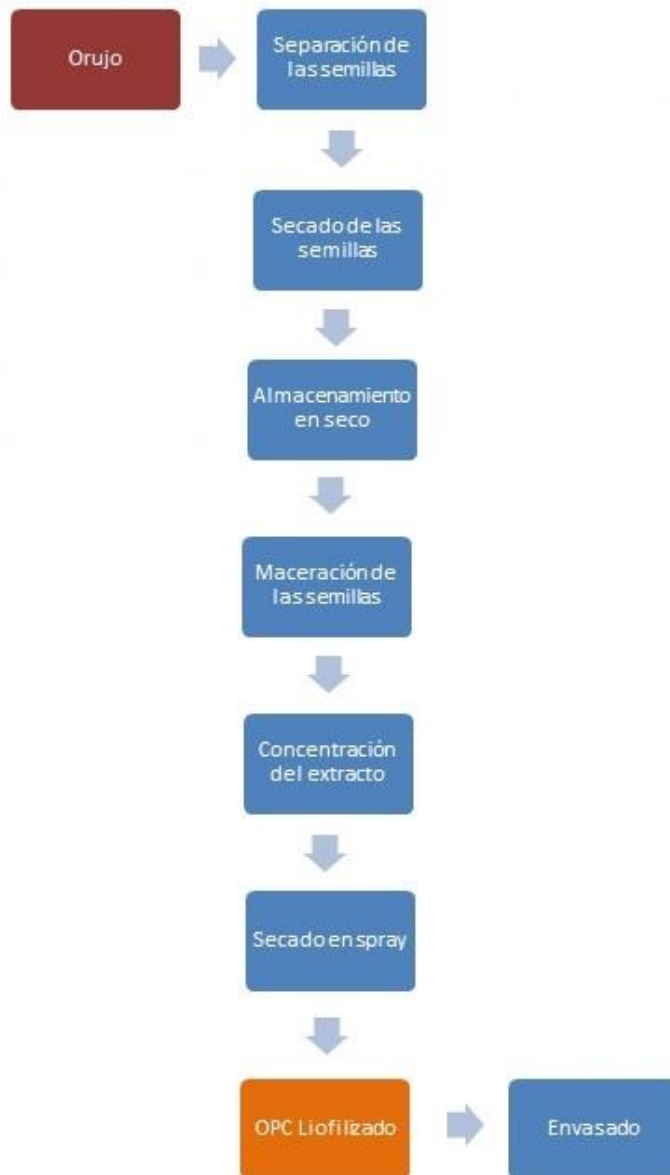 Orujo
Separación de
las semillas
Secado de las
semillas
Almacenamiento
en seco
Maceración de
las semillas
Concentración
del extracto
Secado en spray
OPC Liofilizado
Envasado